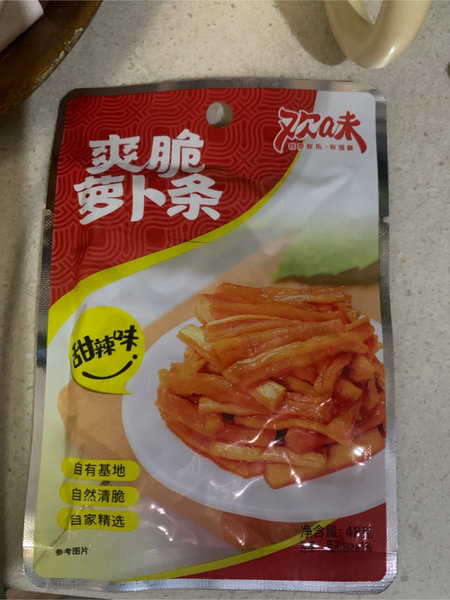 欢味
爽脆
萝卜条
甜辣味
自有基地
自然清脆
自家精选
参考图片
净含量: